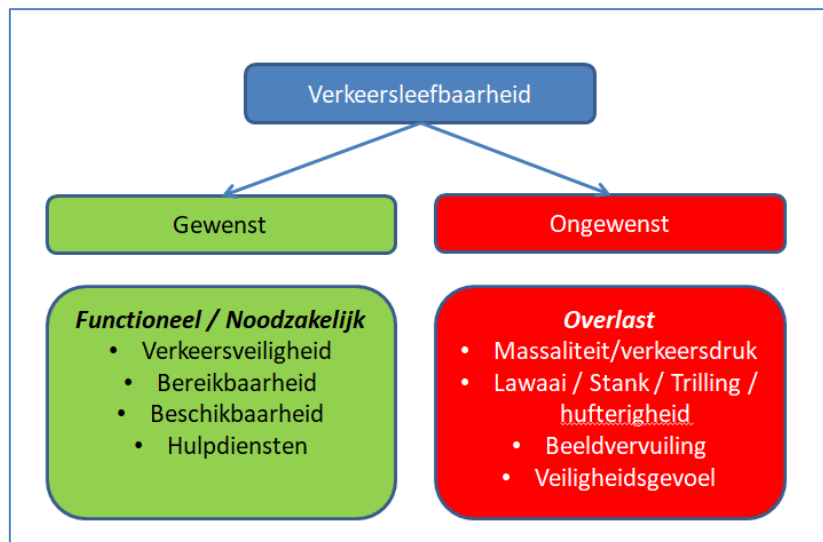 Verkeersleefbaarheid
Gewenst
Ongewenst
Functioneel / Noodzakelijk
• Verkeersveiligheid
• Bereikbaarheid
• Beschikbaarheid
• Hulpdiensten
Overlast
• Massaliteit/verkeersdruk
• Lawaai / Stank / Trilling /
hufterigheid
• Beeldvervuiling
• Veiligheidsgevoel